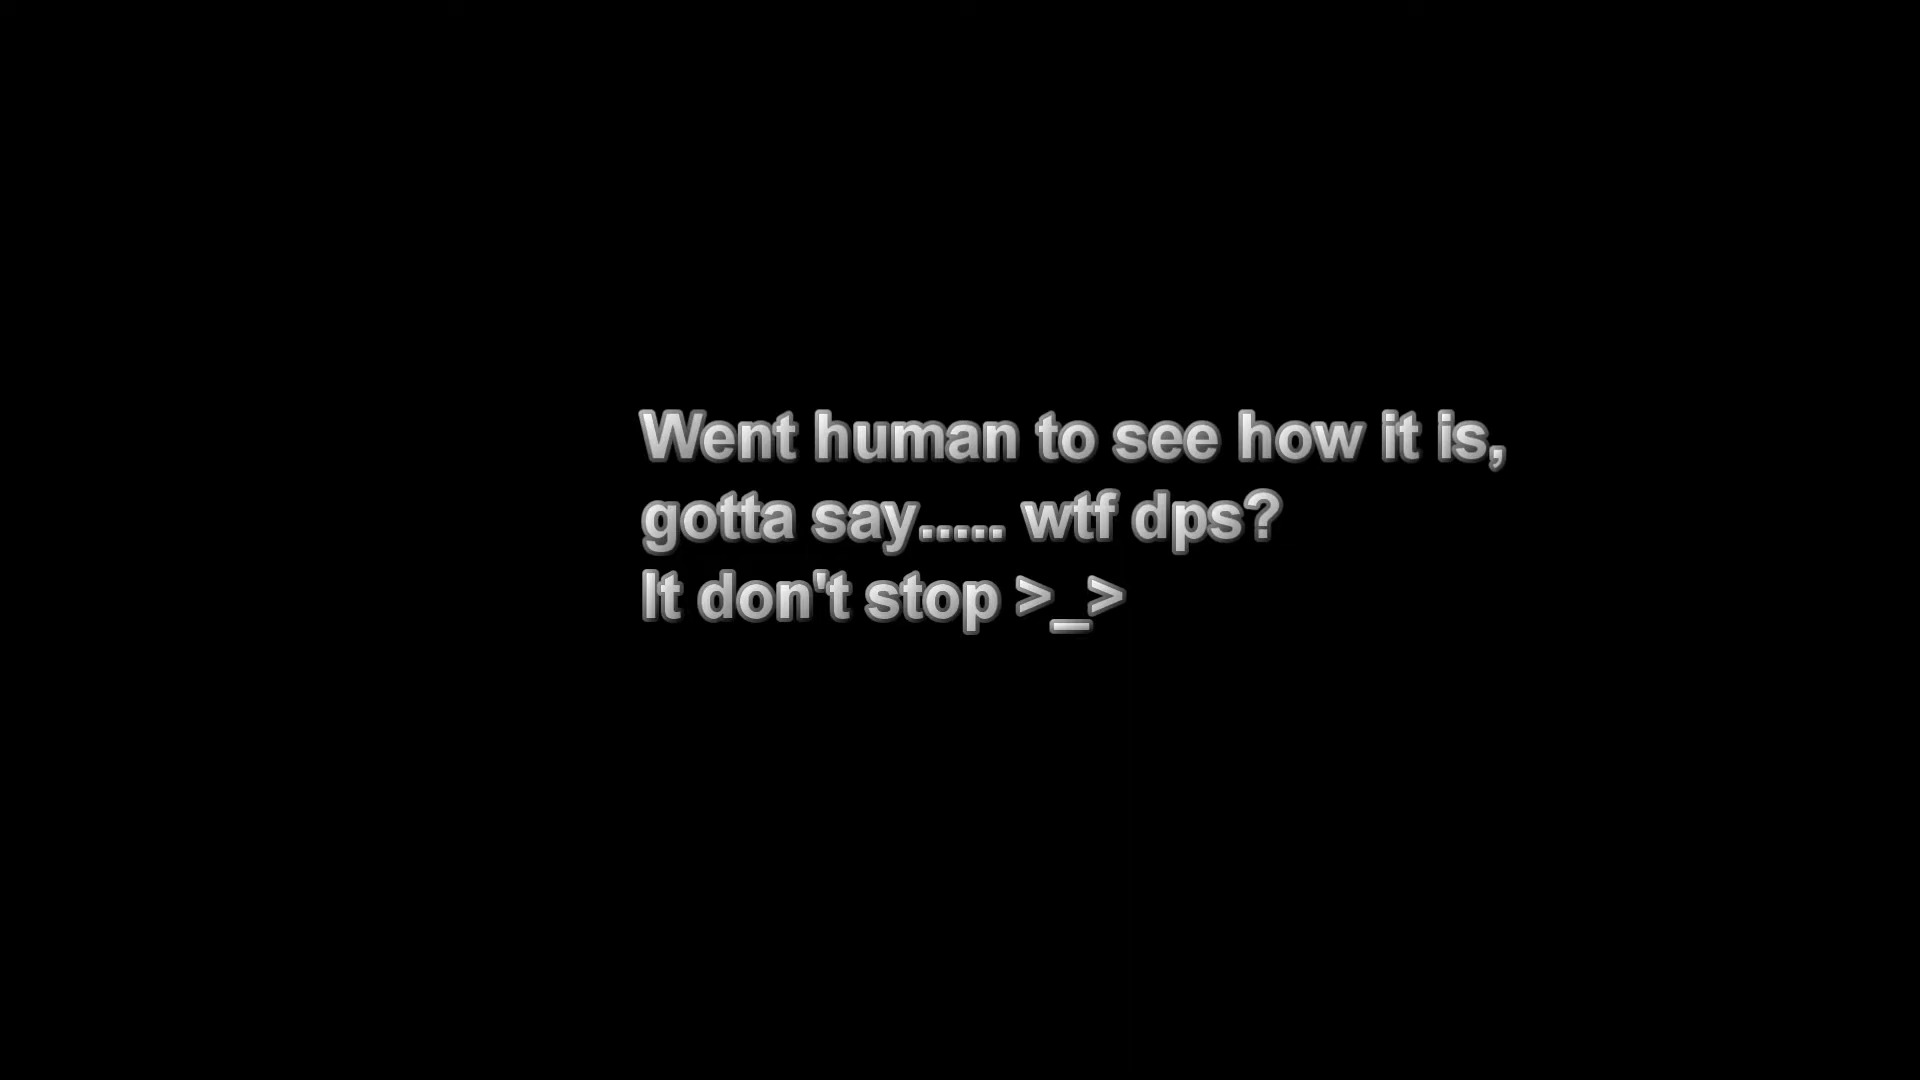 Went human to see how it is,
gotta say..... wtf dps?
It don't stop >_>